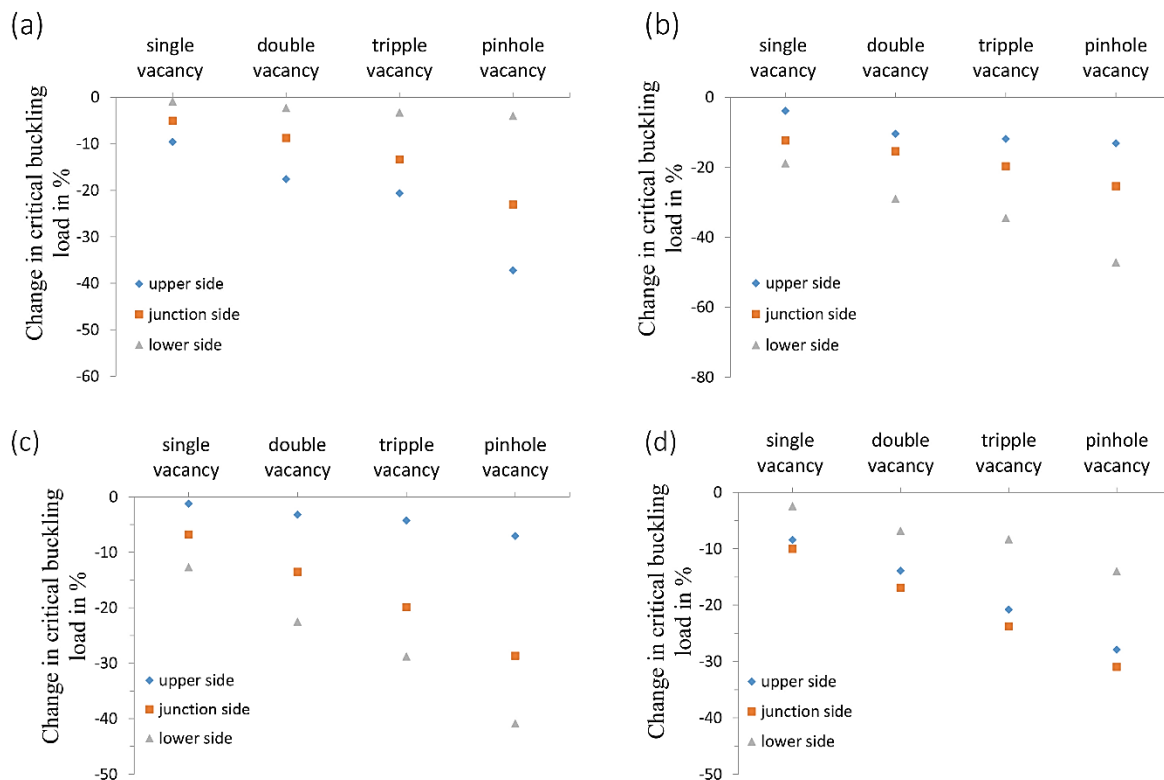 (a)
single
vacancy
double
vacancy
tripple
vacancy
pinhole
vacancy
Change in critical buckling
load in %
0
-10
-20
-30
-40
-50
-60
upper side
junction side
lower side
(b)
single
vacancy
double
vacancy
tripple
vacancy
pinhole
vacancy
Change in critical buckling
load in %
0
-20
-40
-60
-80
upper side
junction side
lower side
(c)
single
vacancy
double
vacancy
tripple
vacancy
pinhole
vacancy
Change in critical buckling
load in %
0
-10
-20
-30
-40
-50
upper side
junction side
lower side
(d)
single
vacancy
double
vacancy
tripple
vacancy
pinhole
vacancy
Change in critical buckling
load in %
0
-10
-20
-30
-40
-50
upper side
junction side
lower side